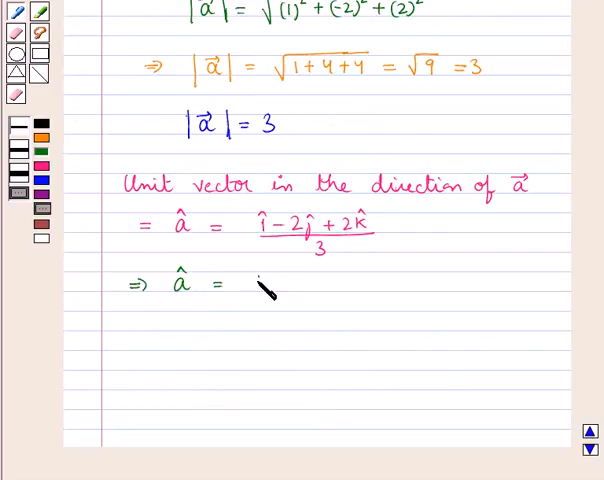 |a⃗| = √(1)² + (-2)² + (2)²
⇒ |a⃗| = √1+4+4 = √9 = 3
|a⃗| = 3
Unit vector in the direction of a⃗
= â = î - 2ĵ + 2k̂ / 3
⇒ â =